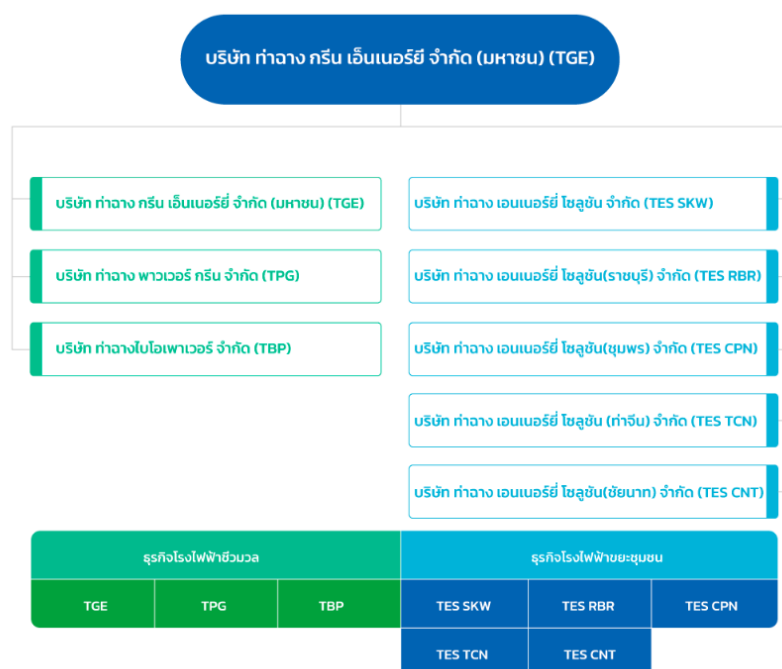 บริษัท ท่าฉาง กรีน เอ็นเนอร์ยี จำกัด (มหาชน) (TGE)
บริษัท ท่าฉาง กรีน เอ็นเนอร์ยี่ จำกัด (มหาชน) (TGE)
บริษัท ท่าฉาง พาวเวอร์ กรีน จำกัด (TPG)
บริษัท ท่าฉางไบโอเพาเวอร์ จำกัด (TBP)
บริษัท ท่าฉาง เอนเนอร์ยี่ โซลูชัน จำกัด (TES SKW)
บริษัท ท่าฉาง เอนเนอร์ยี่ โซลูชัน(ราชบุรี) จำกัด (TES RBR)
บริษัท ท่าฉาง เอนเนอร์ยี่ โซลูชัน(ชุมพร) จำกัด (TES CPN)
บริษัท ท่าฉาง เอนเนอร์ยี่ โซลูชัน (ท่าจีน) จำกัด (TES TCN)
บริษัท ท่าฉาง เอนเนอร์ยี่ โซลูชัน(ชัยนาท) จำกัด (TES CNT)
ธุรกิจโรงไฟฟ้าชีวมวล
ธุรกิจโรงไฟฟ้าขยะชุมชน
TGE TPG TBP TES SKW TES RBR TES CPN
TES TCN TES CNT